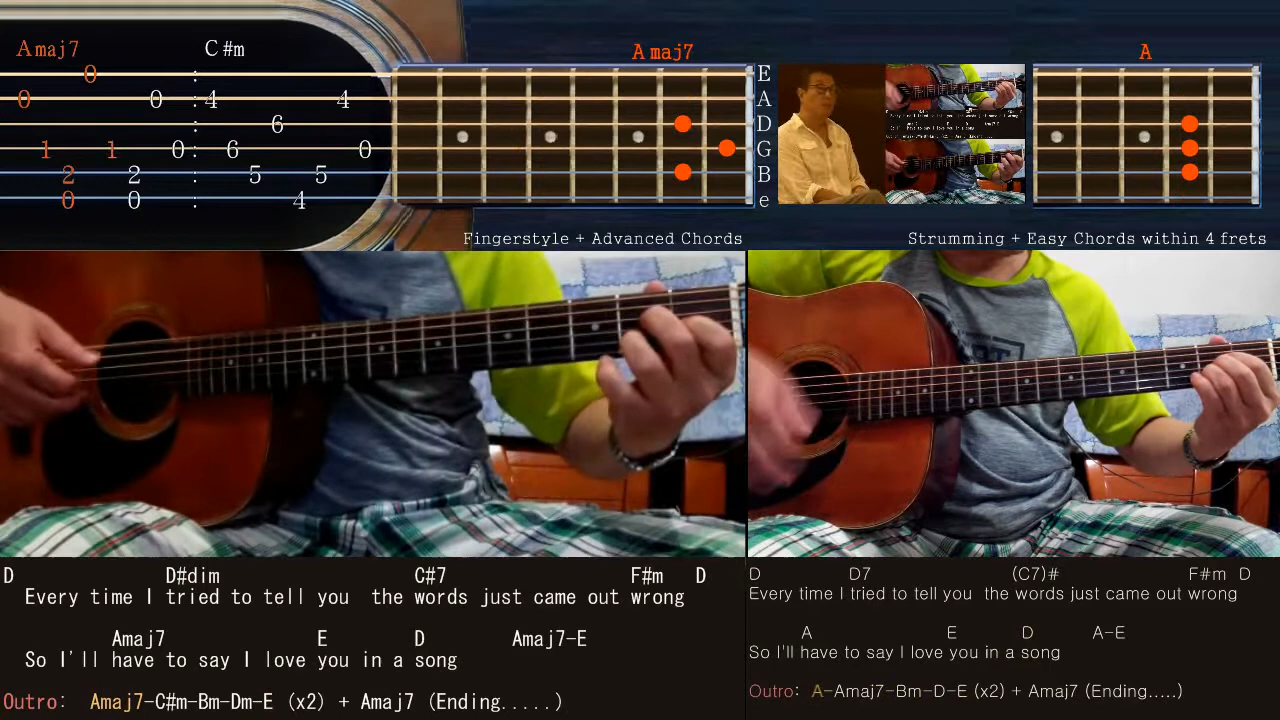 Amaj7 C#m
0
0 0 : 4 4
: 6
1 1 0 : 6 0
2 2 : 5 5
0 0 : 4
A maj7
E
A
D
G
B
e
A
Fingerstyle + Advanced Chords
Strumming + Easy Chords within 4 frets
D D#dim C#7 F#m D
Every time I tried to tell you the words just came out wrong
Amaj7 E D Amaj7-E
So I'll have to say I love you in a song
Outro: Amaj7-C#m-Bm-Dm-E (x2) + Amaj7 (Ending.....)
D D7 (C7)# F#m D
Every time I tried to tell you the words just came out wrong
A E D A-E
So I'll have to say I love you in a song
Outro: A-Amaj7-Bm-D-E (x2) + Amaj7 (Ending.....)